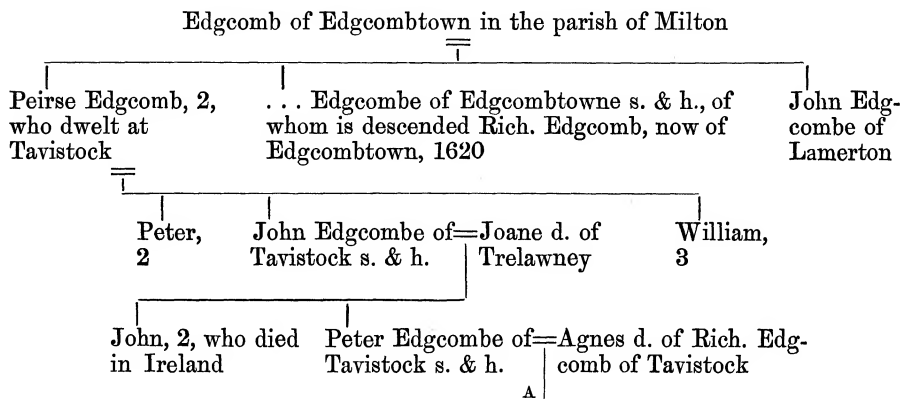 Edgcomb of Edgcombtown in the parish of Milton
Peirse Edgcomb, 2,
who dwelt at
Tavistock
... Edgcombe of Edgcombtowne s. & h., of
whom is descended Rich. Edgcomb, now of
Edgcombtown, 1620
John Edg-
combe of
Lamerton
Peter,
2
John Edgcombe of=Joane d. of
Tavistock s. & h. Trelawney
William,
3
John, 2, who died
in Ireland
Peter Edgcombe of=Agnes d. of Rich. Edg-
Tavistock s. & h. comb of Tavistock
A